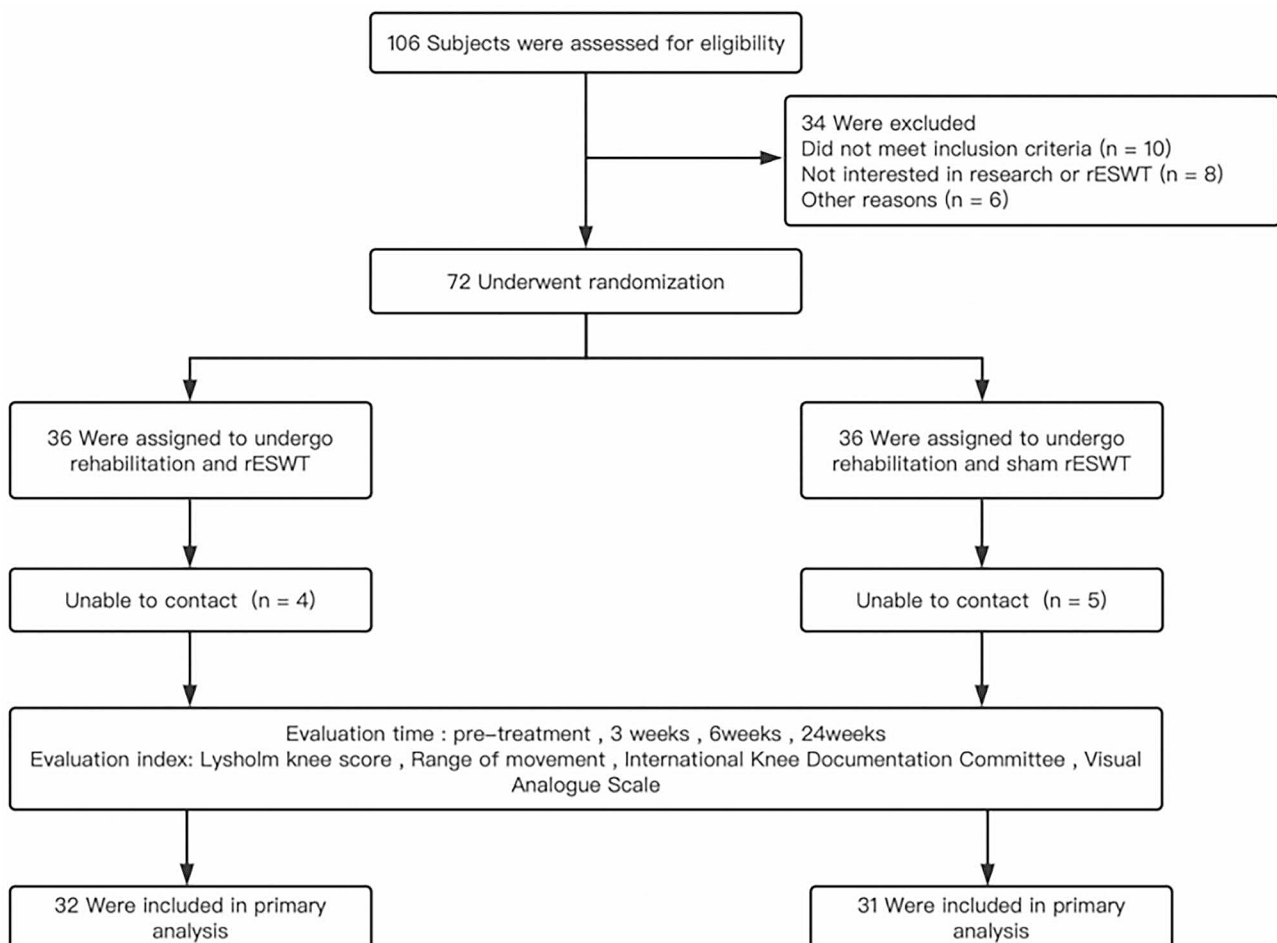 106 Subjects were assessed for eligibility
34 Were excluded
Did not meet inclusion criteria (n = 10)
Not interested in research or rESWT (n = 8)
Other reasons (n = 6)
72 Underwent randomization
36 Were assigned to undergo
rehabilitation and rESWT
36 Were assigned to undergo
rehabilitation and sham rESWT
Unable to contact (n = 4)
Unable to contact (n = 5)
Evaluation time : pre-treatment , 3 weeks , 6weeks , 24weeks
Evaluation index: Lysholm knee score , Range of movement , International Knee Documentation Committee , Visual
Analogue Scale
32 Were included in primary
analysis
31 Were included in primary
analysis